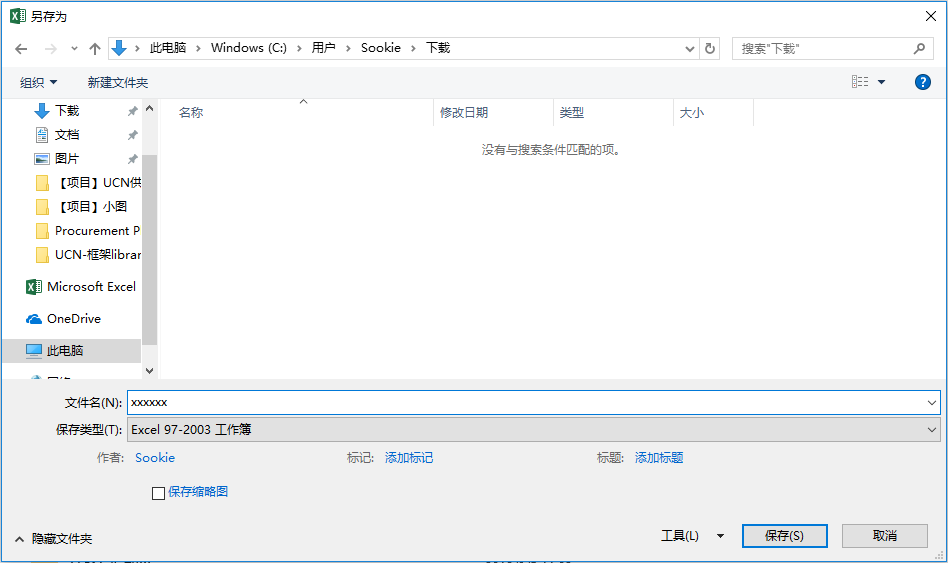 另存为
此电脑 › Windows (C:) › 用户 › Sookie › 下载
搜索"下载"
组织
新建文件夹
名称 修改日期 类型 大小
没有与搜索条件匹配的项。
下载
文档
图片
【项目】UCN供
【项目】小图
Procurement P
UCN-框架librar
Microsoft Excel
OneDrive
此电脑
文件名(N): xxxxxx
保存类型(T): Excel 97-2003 工作簿
作者: Sookie 标记: 添加标记 标题: 添加标题
保存缩略图
隐藏文件夹 工具(L) 保存(S) 取消